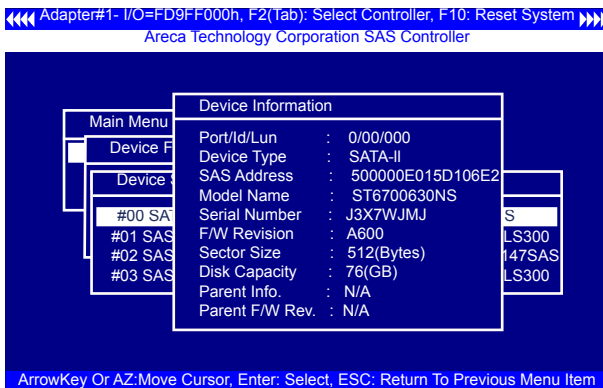 Adapter#1- I/O=FD9FF000h, F2(Tab): Select Controller, F10: Reset System
Areca Technology Corporation SAS Controller
Main Menu
Device F
Device
#00 SAT
#01 SAS
#02 SAS
#03 SAS
Device Information
Port/Id/Lun : 0/00/000
Device Type : SATA-II
SAS Address : 500000E015D106E2
Model Name : ST6700630NS
Serial Number : J3X7WJMJ
F/W Revision : A600
Sector Size : 512(Bytes)
Disk Capacity : 76(GB)
Parent Info. : N/A
Parent F/W Rev. : N/A
S
LS300
147SAS
LS300
ArrowKey Or AZ:Move Cursor, Enter: Select, ESC: Return To Previous Menu Item